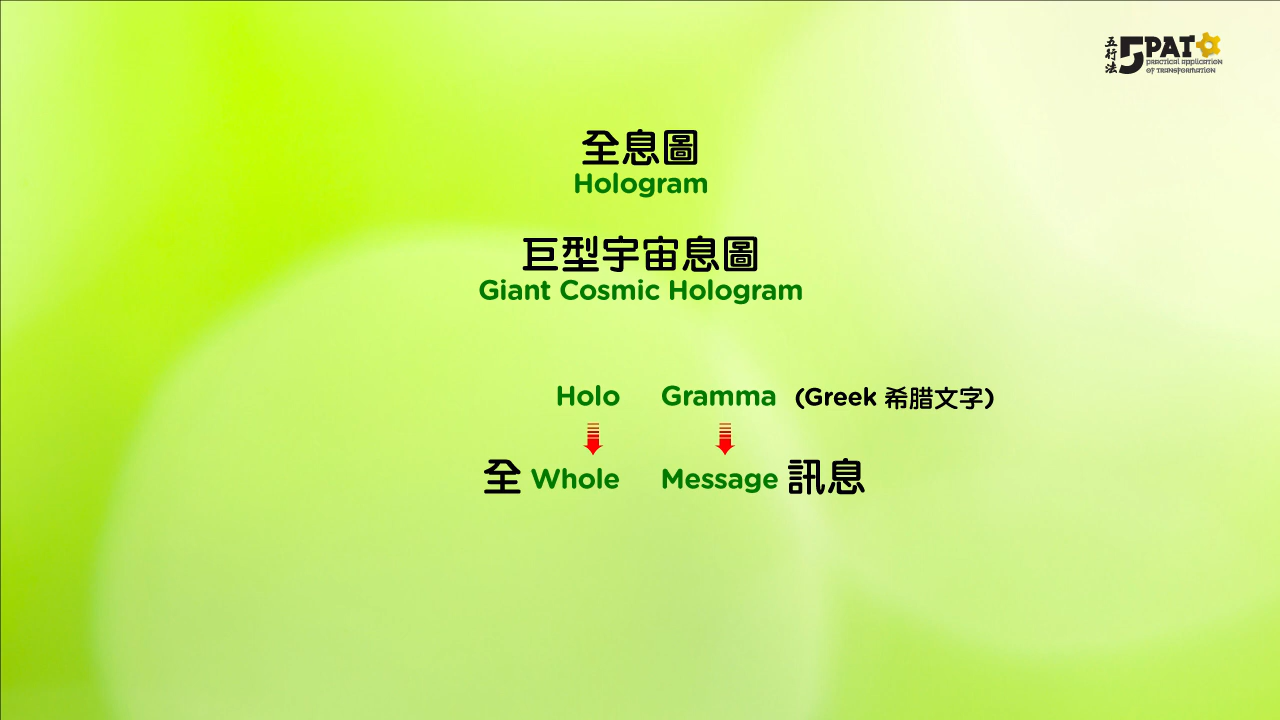 五行法 5PAT
PRACTICAL APPLICATION
OF TRANSFORMATION
全息圖
Hologram
巨型宇宙息圖
Giant Cosmic Hologram
Holo Gramma (Greek 希腊文字)
全 Whole Message 訊息